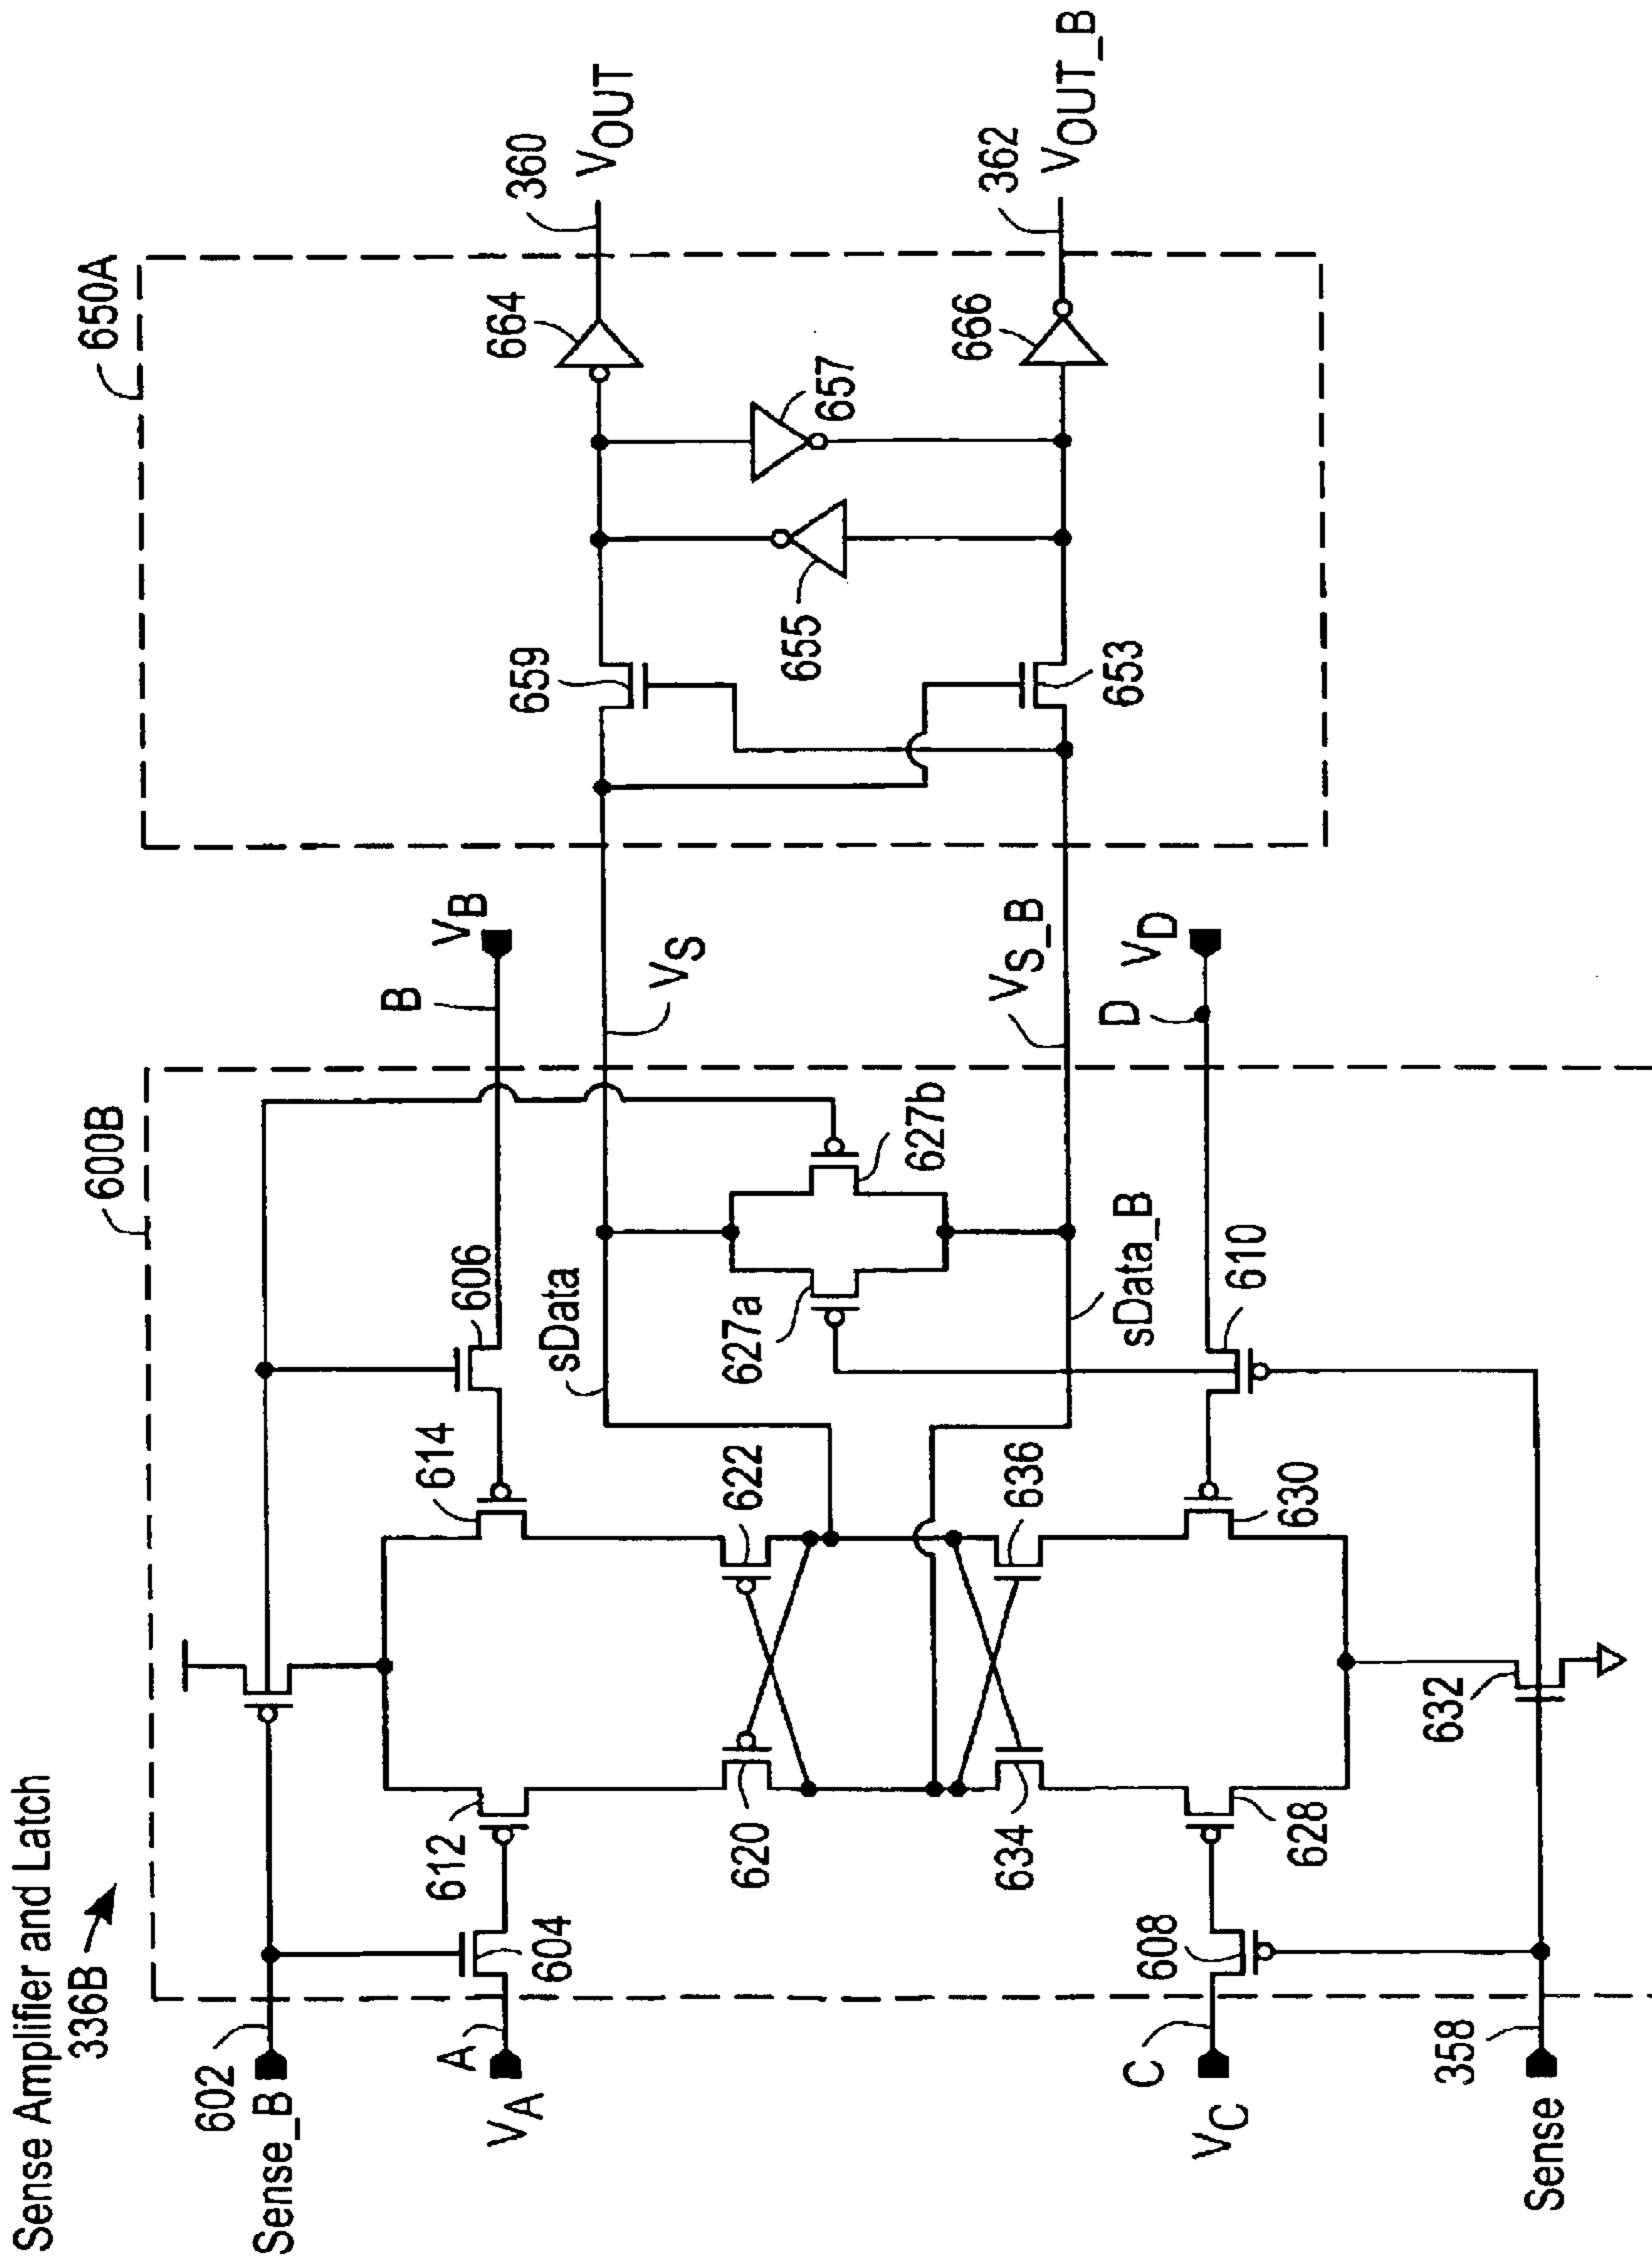 Sense Amplifier and Latch
336B
600B
650A
602
Sense_B
A
VA
604
612
614
606
B
VB
620
622
sData
VS
627a
627b
659
655
657
664
360
VOUT
634
636
sData_B
VS_B
653
666
362
VOUT_B
C
VC
608
628
630
610
D
VD
632
358
Sense